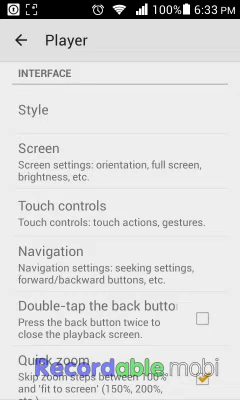 100% 6:33 PM
Player
INTERFACE
Style
Screen
Screen settings: orientation, full screen,
brightness, etc.
Touch controls
Touch controls: touch actions, gestures.
Navigation
Navigation settings: seeking settings,
forward/backward buttons, etc.
Double-tap the back button
Press the back button twice to
close the playback screen.
Quick zoom
Recordable.mobi
Skip zoom steps between 100%
and 'fit to screen' (150%, 200%,